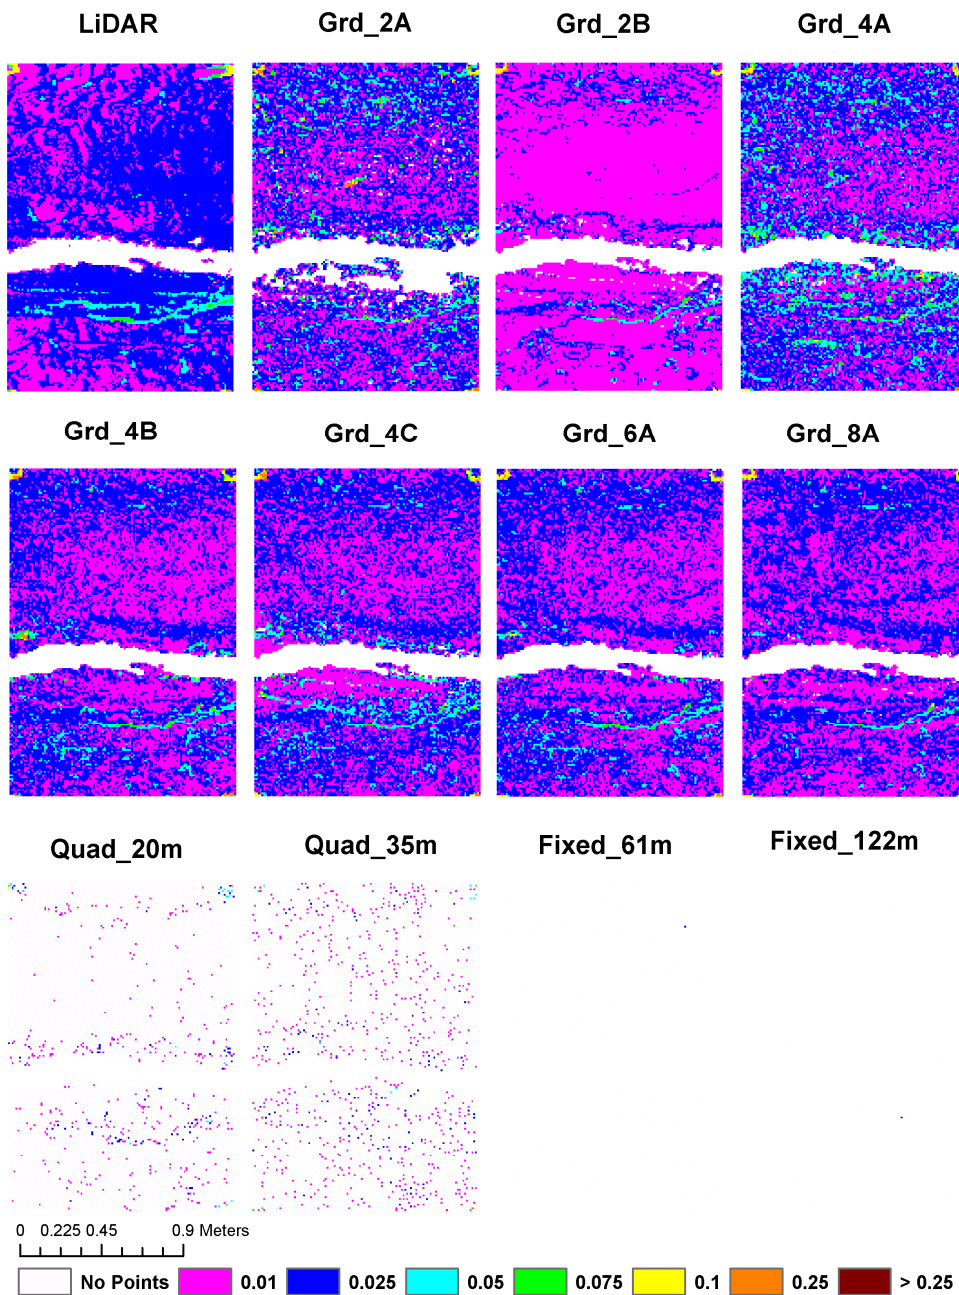 LiDAR Grd_2A Grd_2B Grd_4A
Grd_4B Grd_4C Grd_6A Grd_8A
Quad_20m Quad_35m Fixed_61m Fixed_122m
0 0.225 0.45 0.9 Meters
No Points 0.01 0.025 0.05 0.075 0.1 0.25 > 0.25